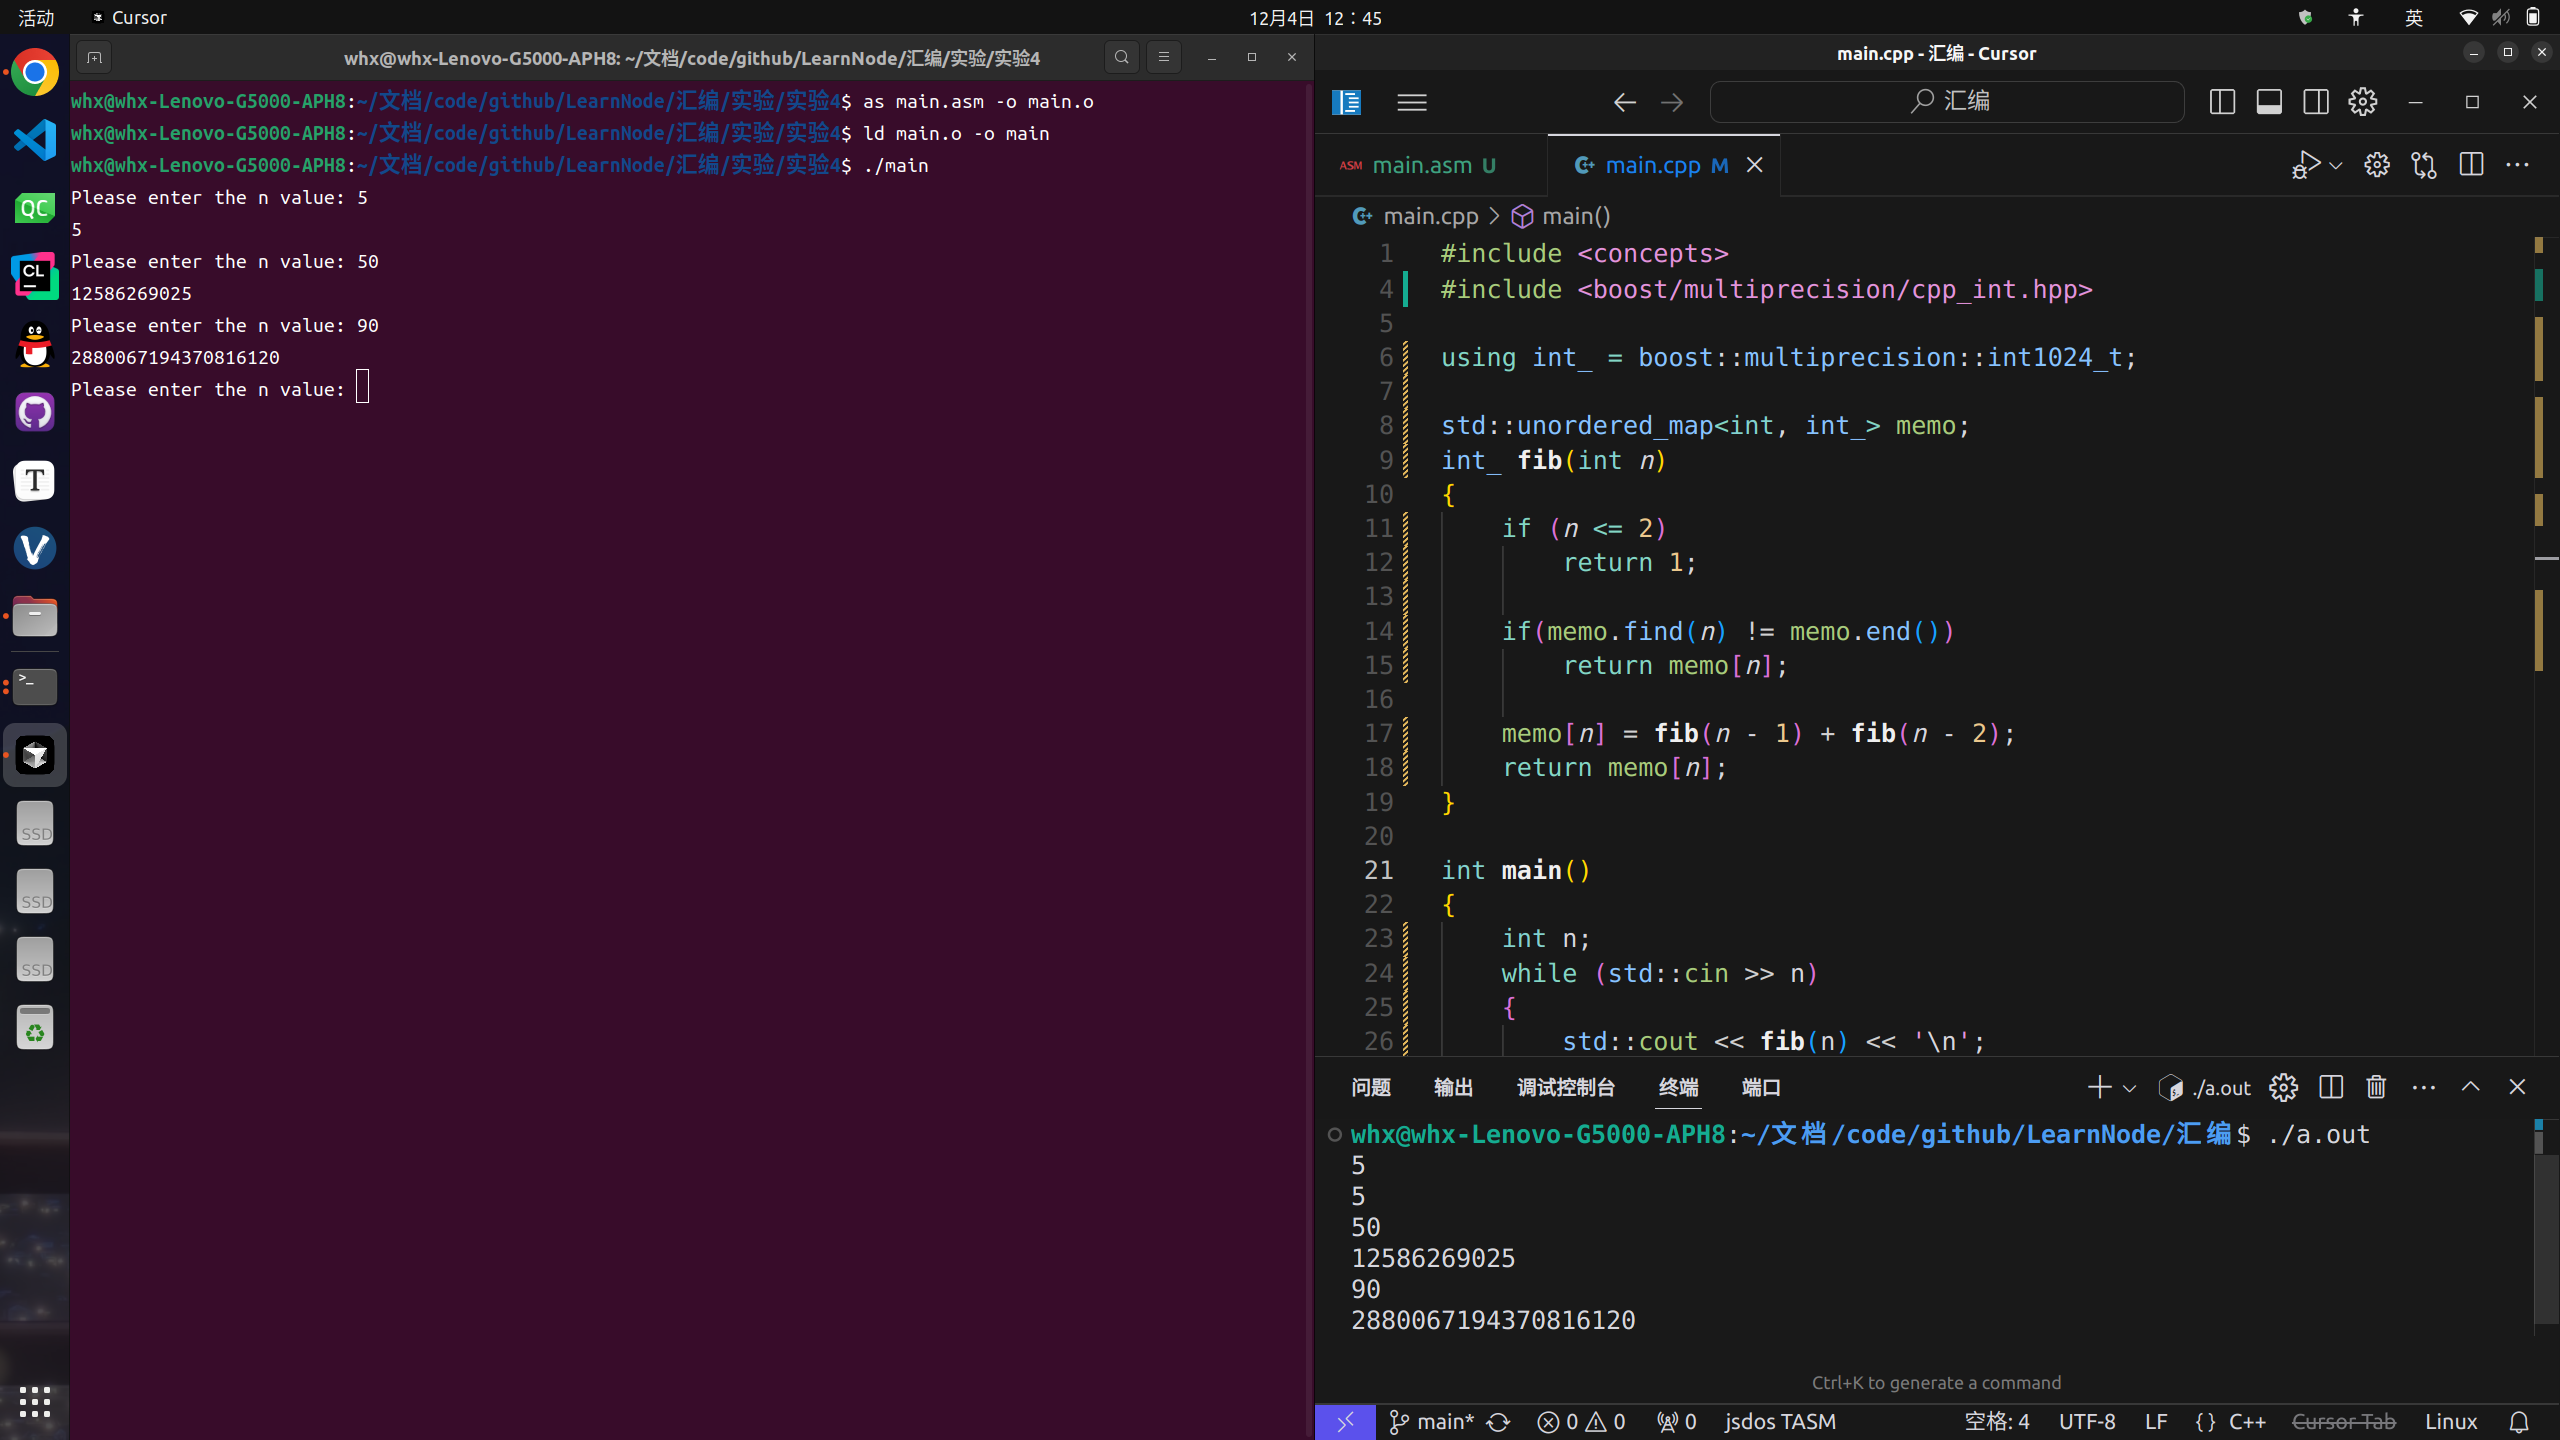 活动 Cursor 12月4日 12：45 英
whx@whx-Lenovo-G5000-APH8: ~/文档/code/github/LearnNode/汇编/实验/实验4
whx@whx-Lenovo-G5000-APH8:~/文档/code/github/LearnNode/汇编/实验/实验4$ as main.asm -o main.o
whx@whx-Lenovo-G5000-APH8:~/文档/code/github/LearnNode/汇编/实验/实验4$ ld main.o -o main
whx@whx-Lenovo-G5000-APH8:~/文档/code/github/LearnNode/汇编/实验/实验4$ ./main
Please enter the n value: 5
5
Please enter the n value: 50
12586269025
Please enter the n value: 90
2880067194370816120
Please enter the n value:
QC
CL
T
SSD
SSD
SSD
main.cpp - 汇编 - Cursor
汇编
ASM main.asm U
main.cpp M
main.cpp > main()
1 #include <concepts>
4 #include <boost/multiprecision/cpp_int.hpp>
5
6 using int_ = boost::multiprecision::int1024_t;
7
8 std::unordered_map<int, int_> memo;
9 int_ fib(int n)
10 {
11 if (n <= 2)
12 return 1;
13
14 if(memo.find(n) != memo.end())
15 return memo[n];
16
17 memo[n] = fib(n - 1) + fib(n - 2);
18 return memo[n];
19 }
20
21 int main()
22 {
23 int n;
24 while (std::cin >> n)
25 {
26 std::cout << fib(n) << '\n';
问题 输出 调试控制台 终端 端口 ./a.out
whx@whx-Lenovo-G5000-APH8:~/文档/code/github/LearnNode/汇编$ ./a.out
5
5
50
12586269025
90
2880067194370816120
Ctrl+K to generate a command
main* 0 0 0 jsdos TASM 空格: 4 UTF-8 LF {} C++ Cursor Tab Linux